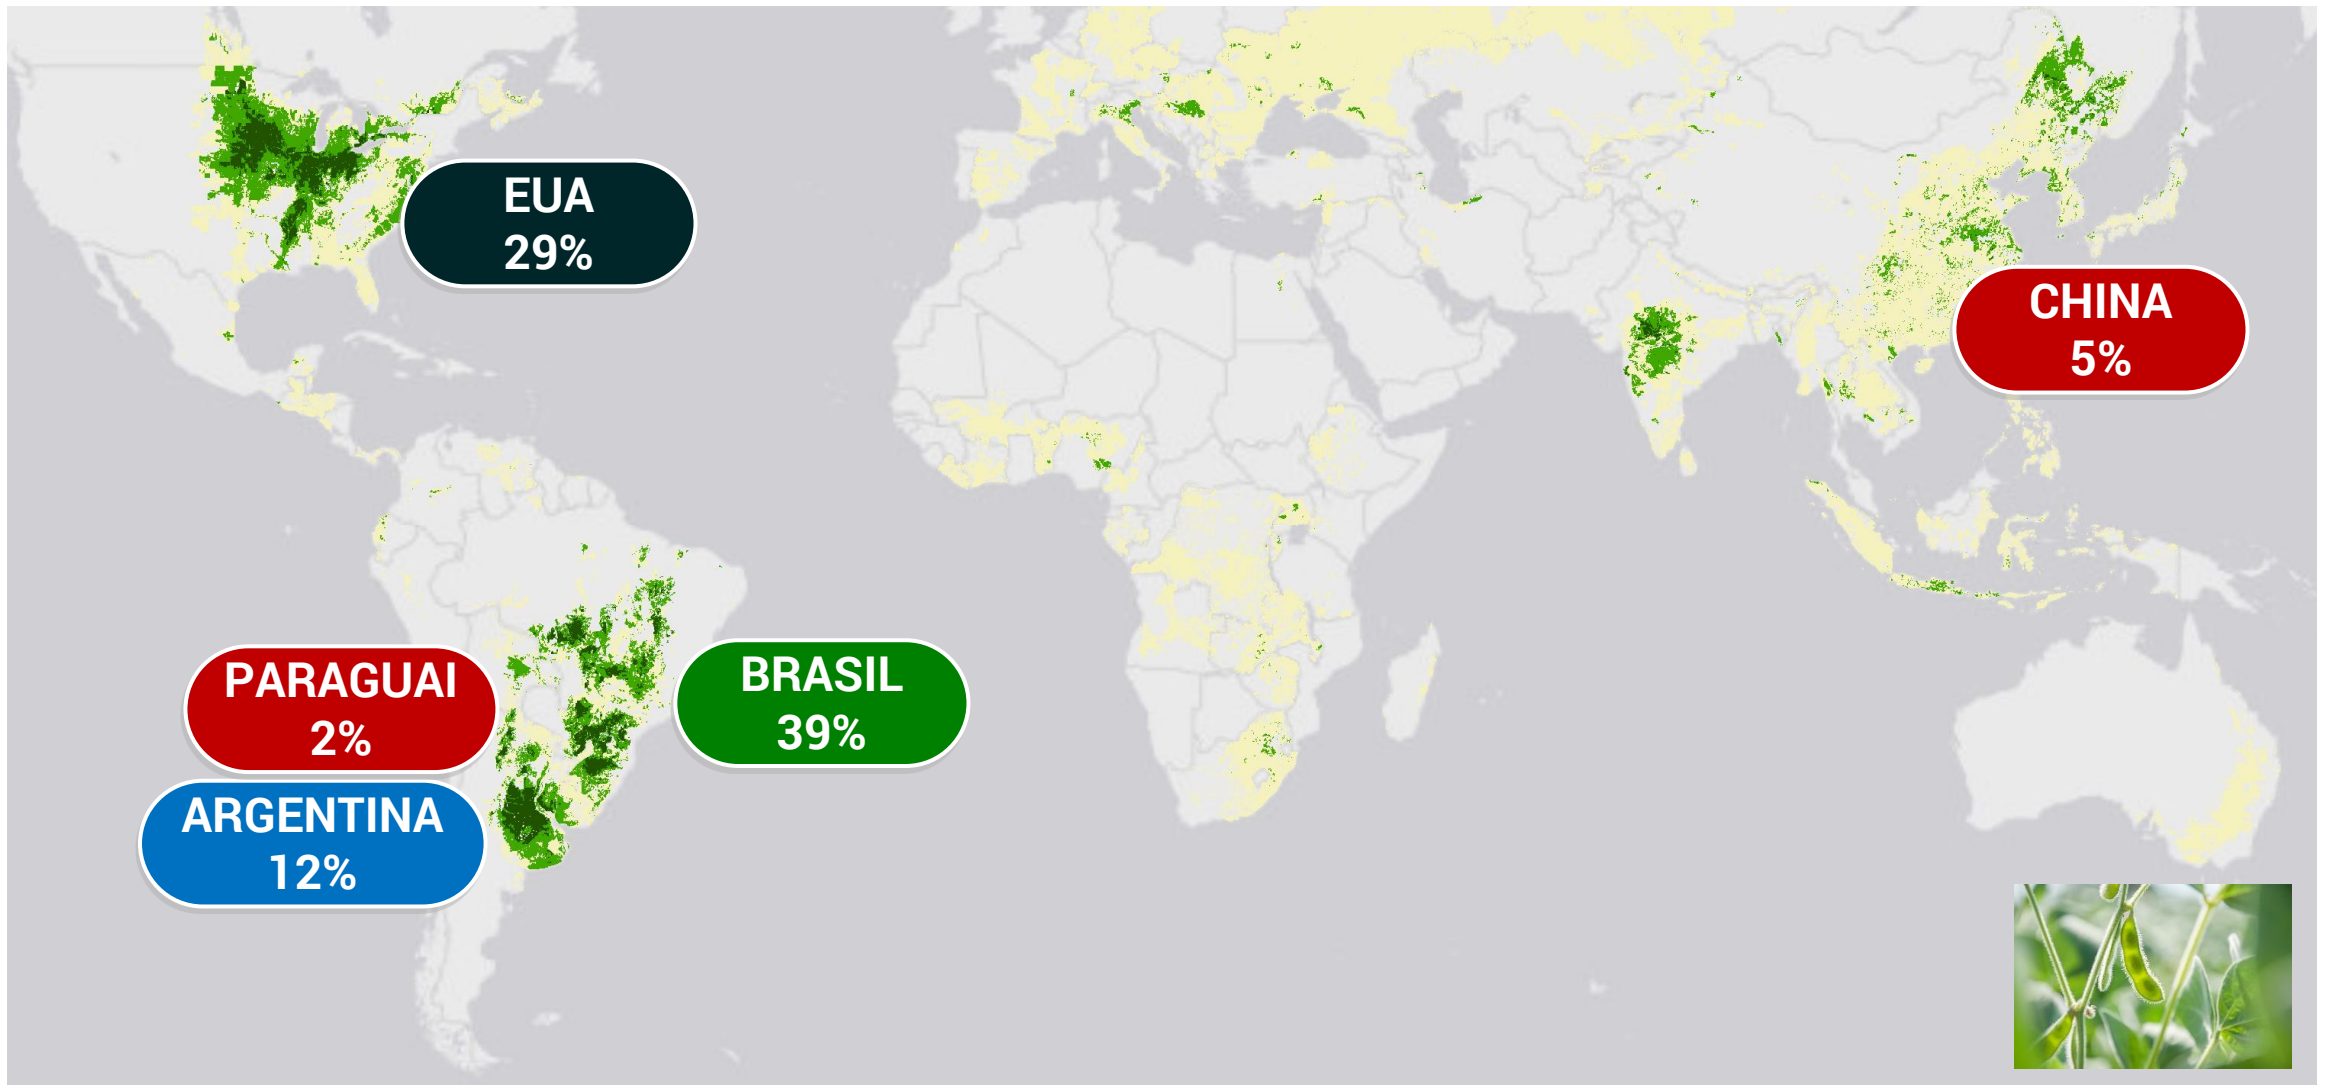 EUA
29%
CHINA
5%
PARAGUAI
2%
BRASIL
39%
ARGENTINA
12%